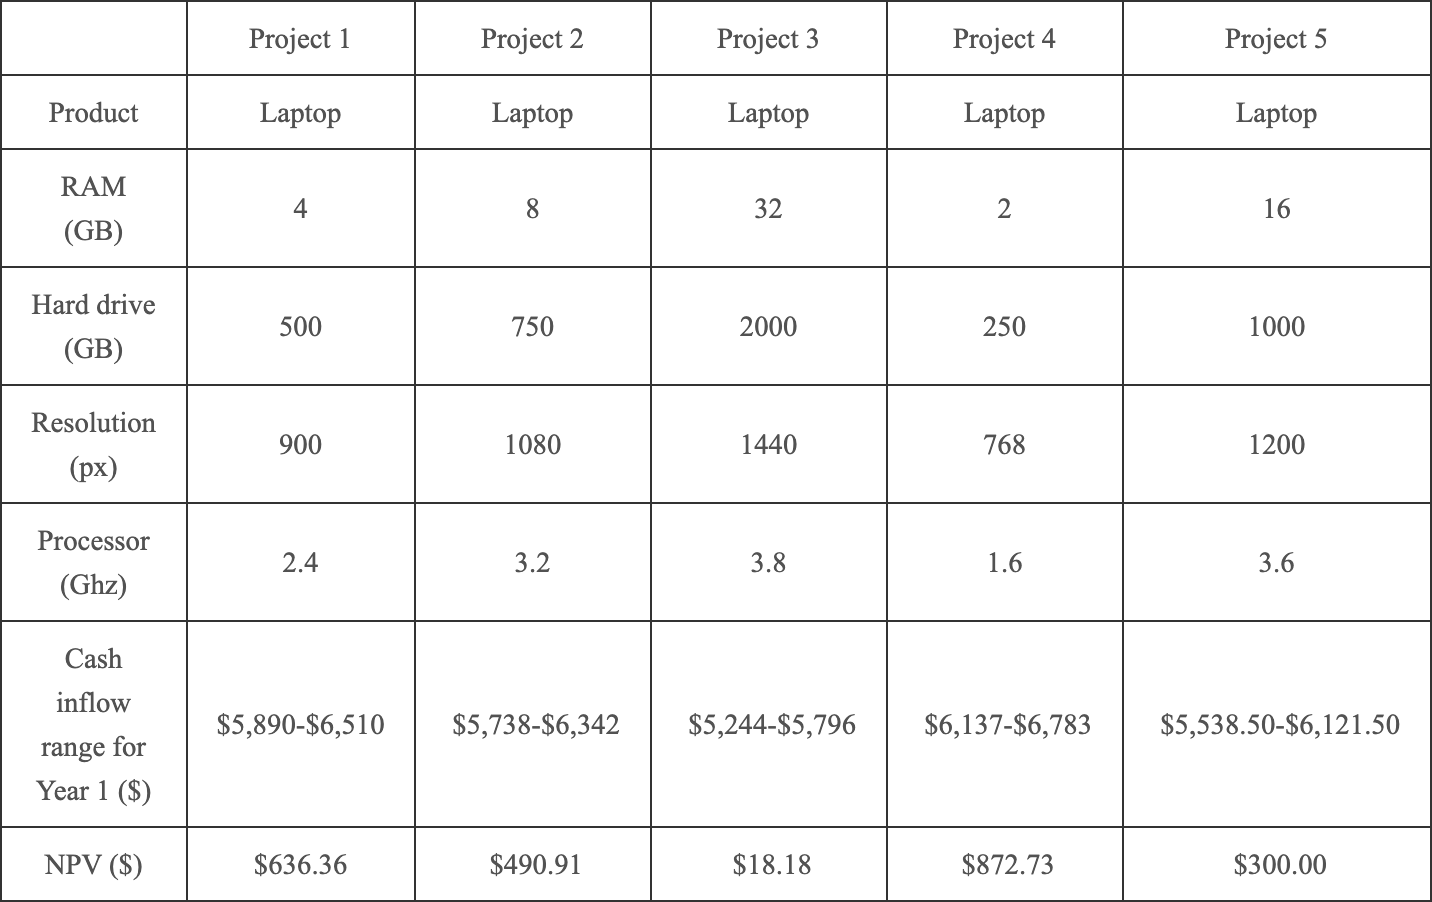 Project 1 Project 2 Project 3 Project 4 Project 5
Product Laptop Laptop Laptop Laptop Laptop
RAM
(GB) 4 8 32 2 16
Hard drive
(GB) 500 750 2000 250 1000
Resolution
(px) 900 1080 1440 768 1200
Processor
(Ghz) 2.4 3.2 3.8 1.6 3.6
Cash
inflow
range for
Year 1 ($) $5,890-$6,510 $5,738-$6,342 $5,244-$5,796 $6,137-$6,783 $5,538.50-$6,121.50
NPV ($) $636.36 $490.91 $18.18 $872.73 $300.00